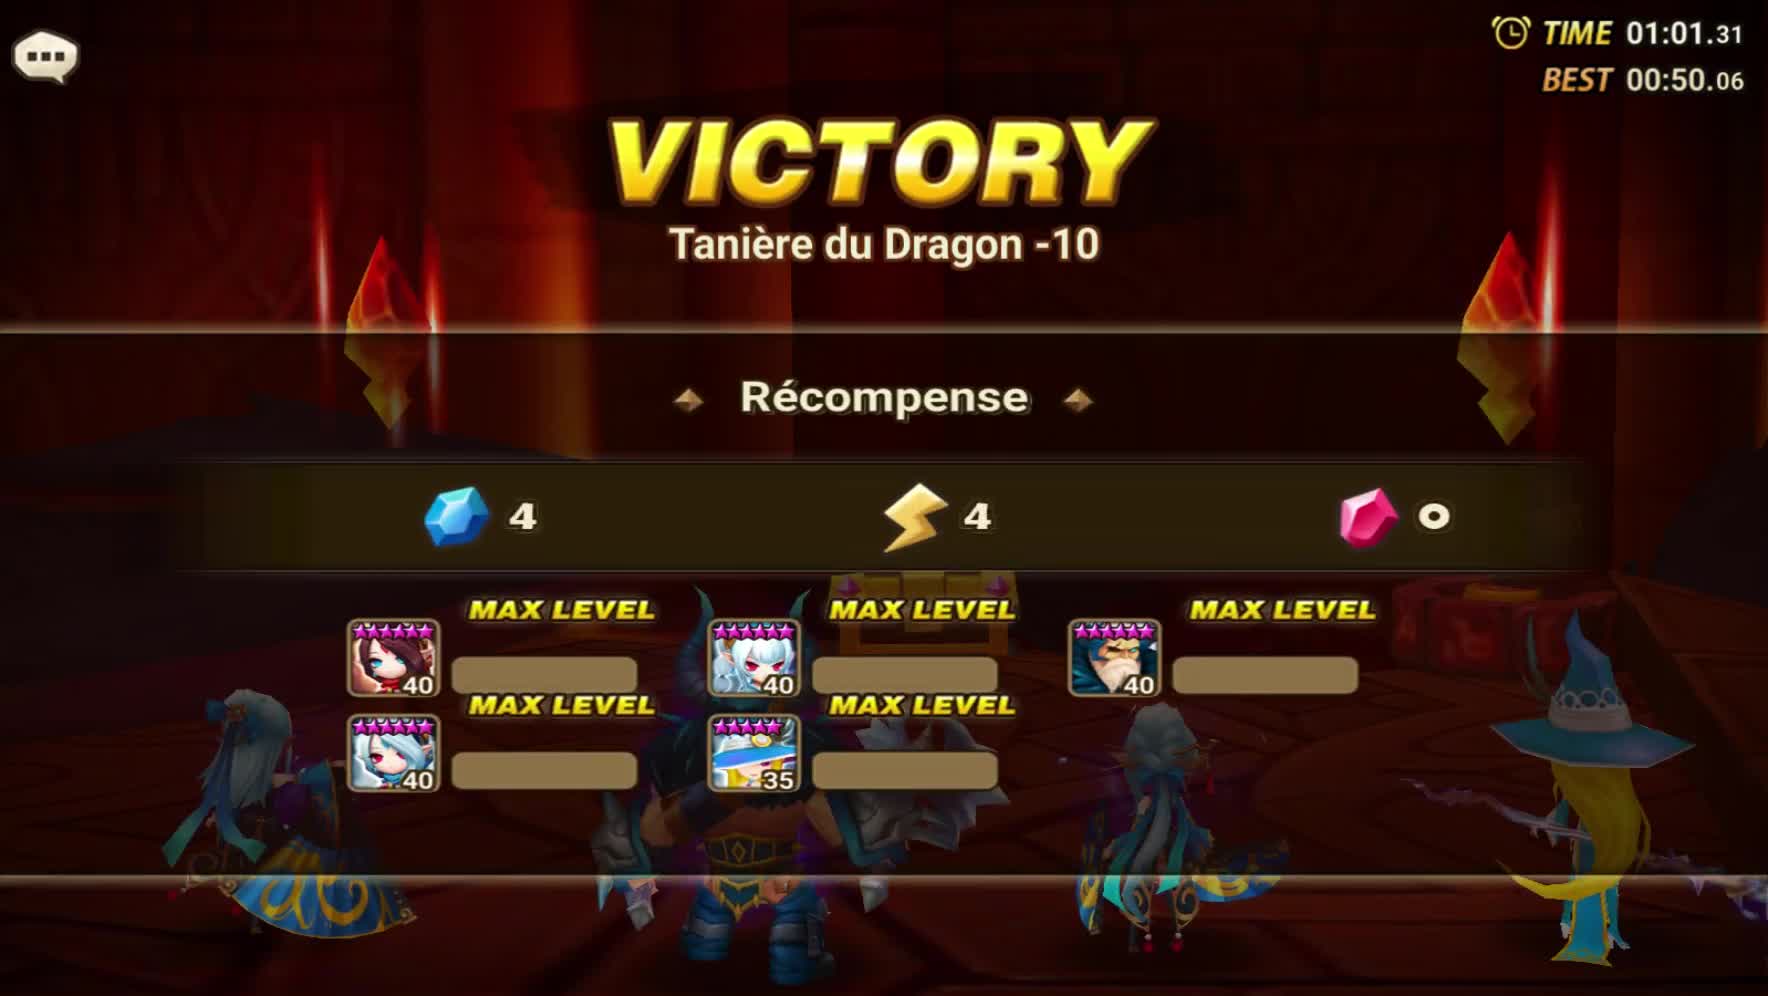 TIME 01:01.31
BEST 00:50.06
VICTORY
Tanière du Dragon -10
Récompense
4 4 0
MAX LEVEL MAX LEVEL MAX LEVEL
40 40 40
MAX LEVEL MAX LEVEL
40 35